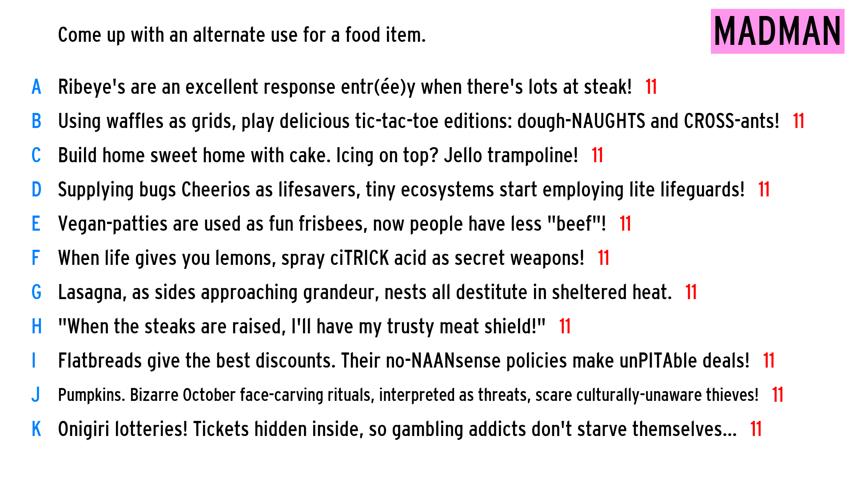 Come up with an alternate use for a food item.
MADMAN
A Ribeye's are an excellent response entr(ée)y when there's lots at steak! 11
B Using waffles as grids, play delicious tic-tac-toe editions: dough-NAUGHTS and CROSS-ants! 11
C Build home sweet home with cake. Icing on top? Jello trampoline! 11
D Supplying bugs Cheerios as lifesavers, tiny ecosystems start employing lite lifeguards! 11
E Vegan-patties are used as fun frisbees, now people have less "beef"! 11
F When life gives you lemons, spray ciTRICK acid as secret weapons! 11
G Lasagna, as sides approaching grandeur, nests all destitute in sheltered heat. 11
H "When the steaks are raised, I'll have my trusty meat shield!" 11
I Flatbreads give the best discounts. Their no-NAANsense policies make unPITAble deals! 11
J Pumpkins. Bizarre October face-carving rituals, interpreted as threats, scare culturally-unaware thieves! 11
K Onigiri lotteries! Tickets hidden inside, so gambling addicts don't starve themselves... 11